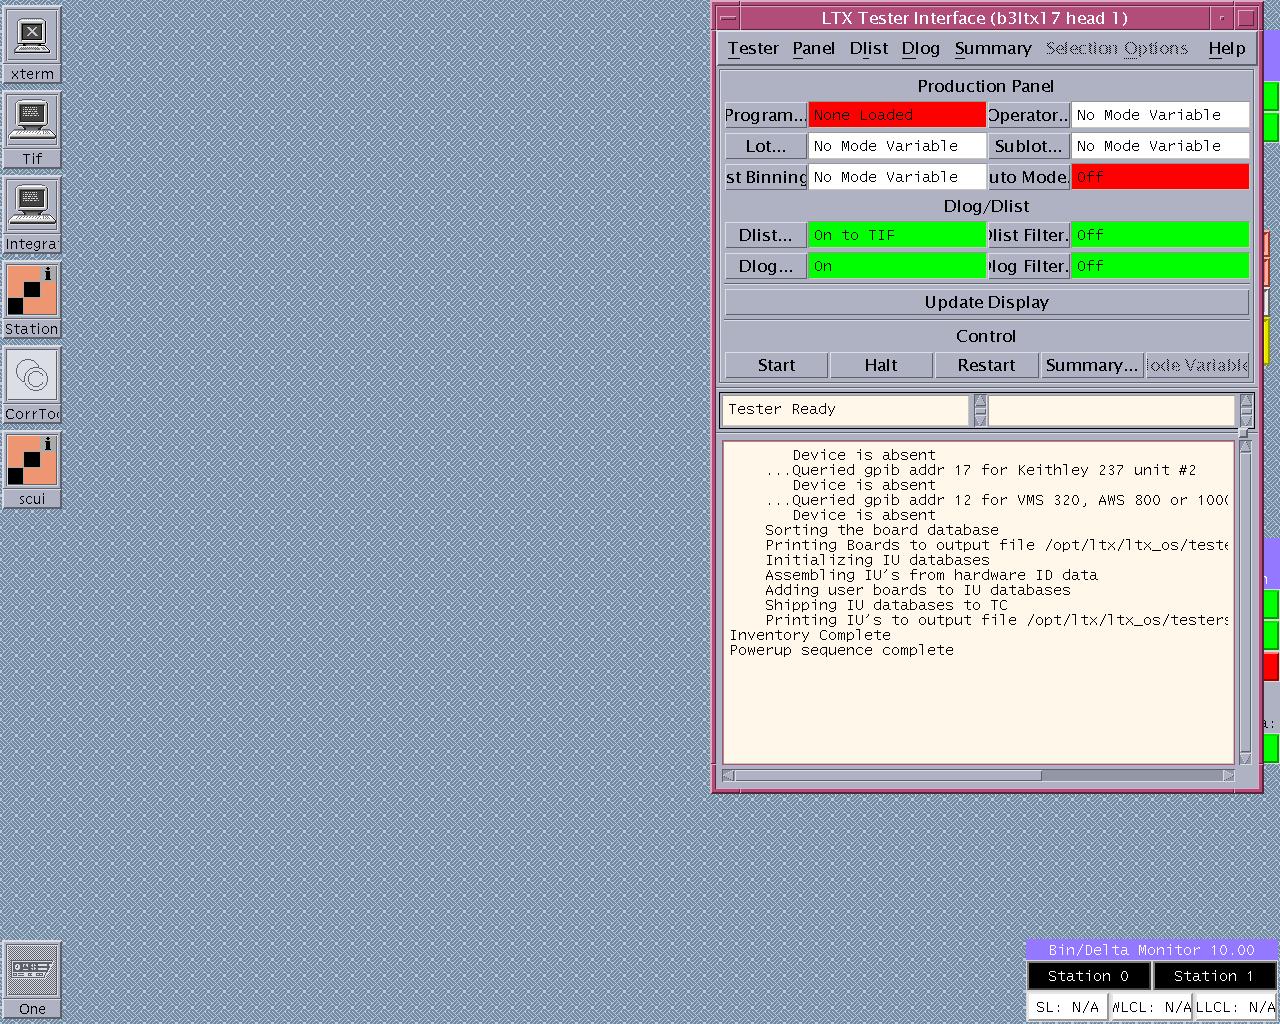 xterm
Tif
Integra
Station
CorrToo
scui
One
LTX Tester Interface (b3ltx17 head 1)
Tester Panel Dlist Dlog Summary Selection Options Help
Production Panel
Program... None Loaded Operator.. No Mode Variable
Lot... No Mode Variable Sublot... No Mode Variable
st Binning No Mode Variable uto Mode. Off
Dlog/Dlist
Dlist... On to TIF Dlist Filter. Off
Dlog... On Dlog Filter. Off
Update Display
Control
Start Halt Restart Summary... Mode Variable
Tester Ready
Device is absent
...Queried gpib addr 17 for Keithley 237 unit #2
Device is absent
...Queried gpib addr 12 for VMS 320, AWS 800 or 1000
Device is absent
Sorting the board database
Printing Boards to output file /opt/ltx/ltx_os/teste
Initializing IU databases
Assembling IU's from hardware ID data
Adding user boards to IU databases
Shipping IU databases to TC
Printing IU's to output file /opt/ltx/ltx_os/testers
Inventory Complete
Powerup sequence complete
Bin/Delta Monitor 10.00
Station 0 Station 1
SL: N/A WLCL: N/A LLCL: N/A